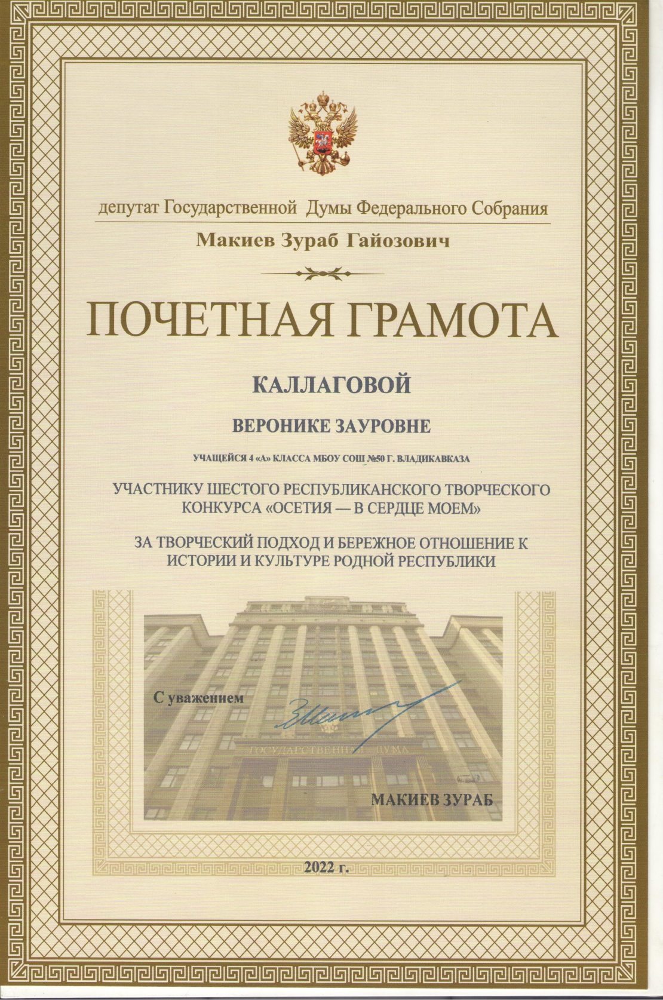 депутат Государственной Думы Федерального Собрания
Макиев Зураб Гайозович
ПОЧЕТНАЯ ГРАМОТА
КАЛЛАГОВОЙ
ВЕРОНИКЕ ЗАУРОВНЕ
УЧАЩЕЙСЯ 4 «А» КЛАССА МБОУ СОШ №50 Г. ВЛАДИКАВКАЗА
УЧАСТНИКУ ШЕСТОГО РЕСПУБЛИКАНСКОГО ТВОРЧЕСКОГО
КОНКУРСА «ОСЕТИЯ — В СЕРДЦЕ МОЕМ»
ЗА ТВОРЧЕСКИЙ ПОДХОД И БЕРЕЖНОЕ ОТНОШЕНИЕ К
ИСТОРИИ И КУЛЬТУРЕ РОДНОЙ РЕСПУБЛИКИ
С уважением
ГОСУДАРСТВЕННАЯ ДУМА
МАКИЕВ ЗУРАБ
2022 г.